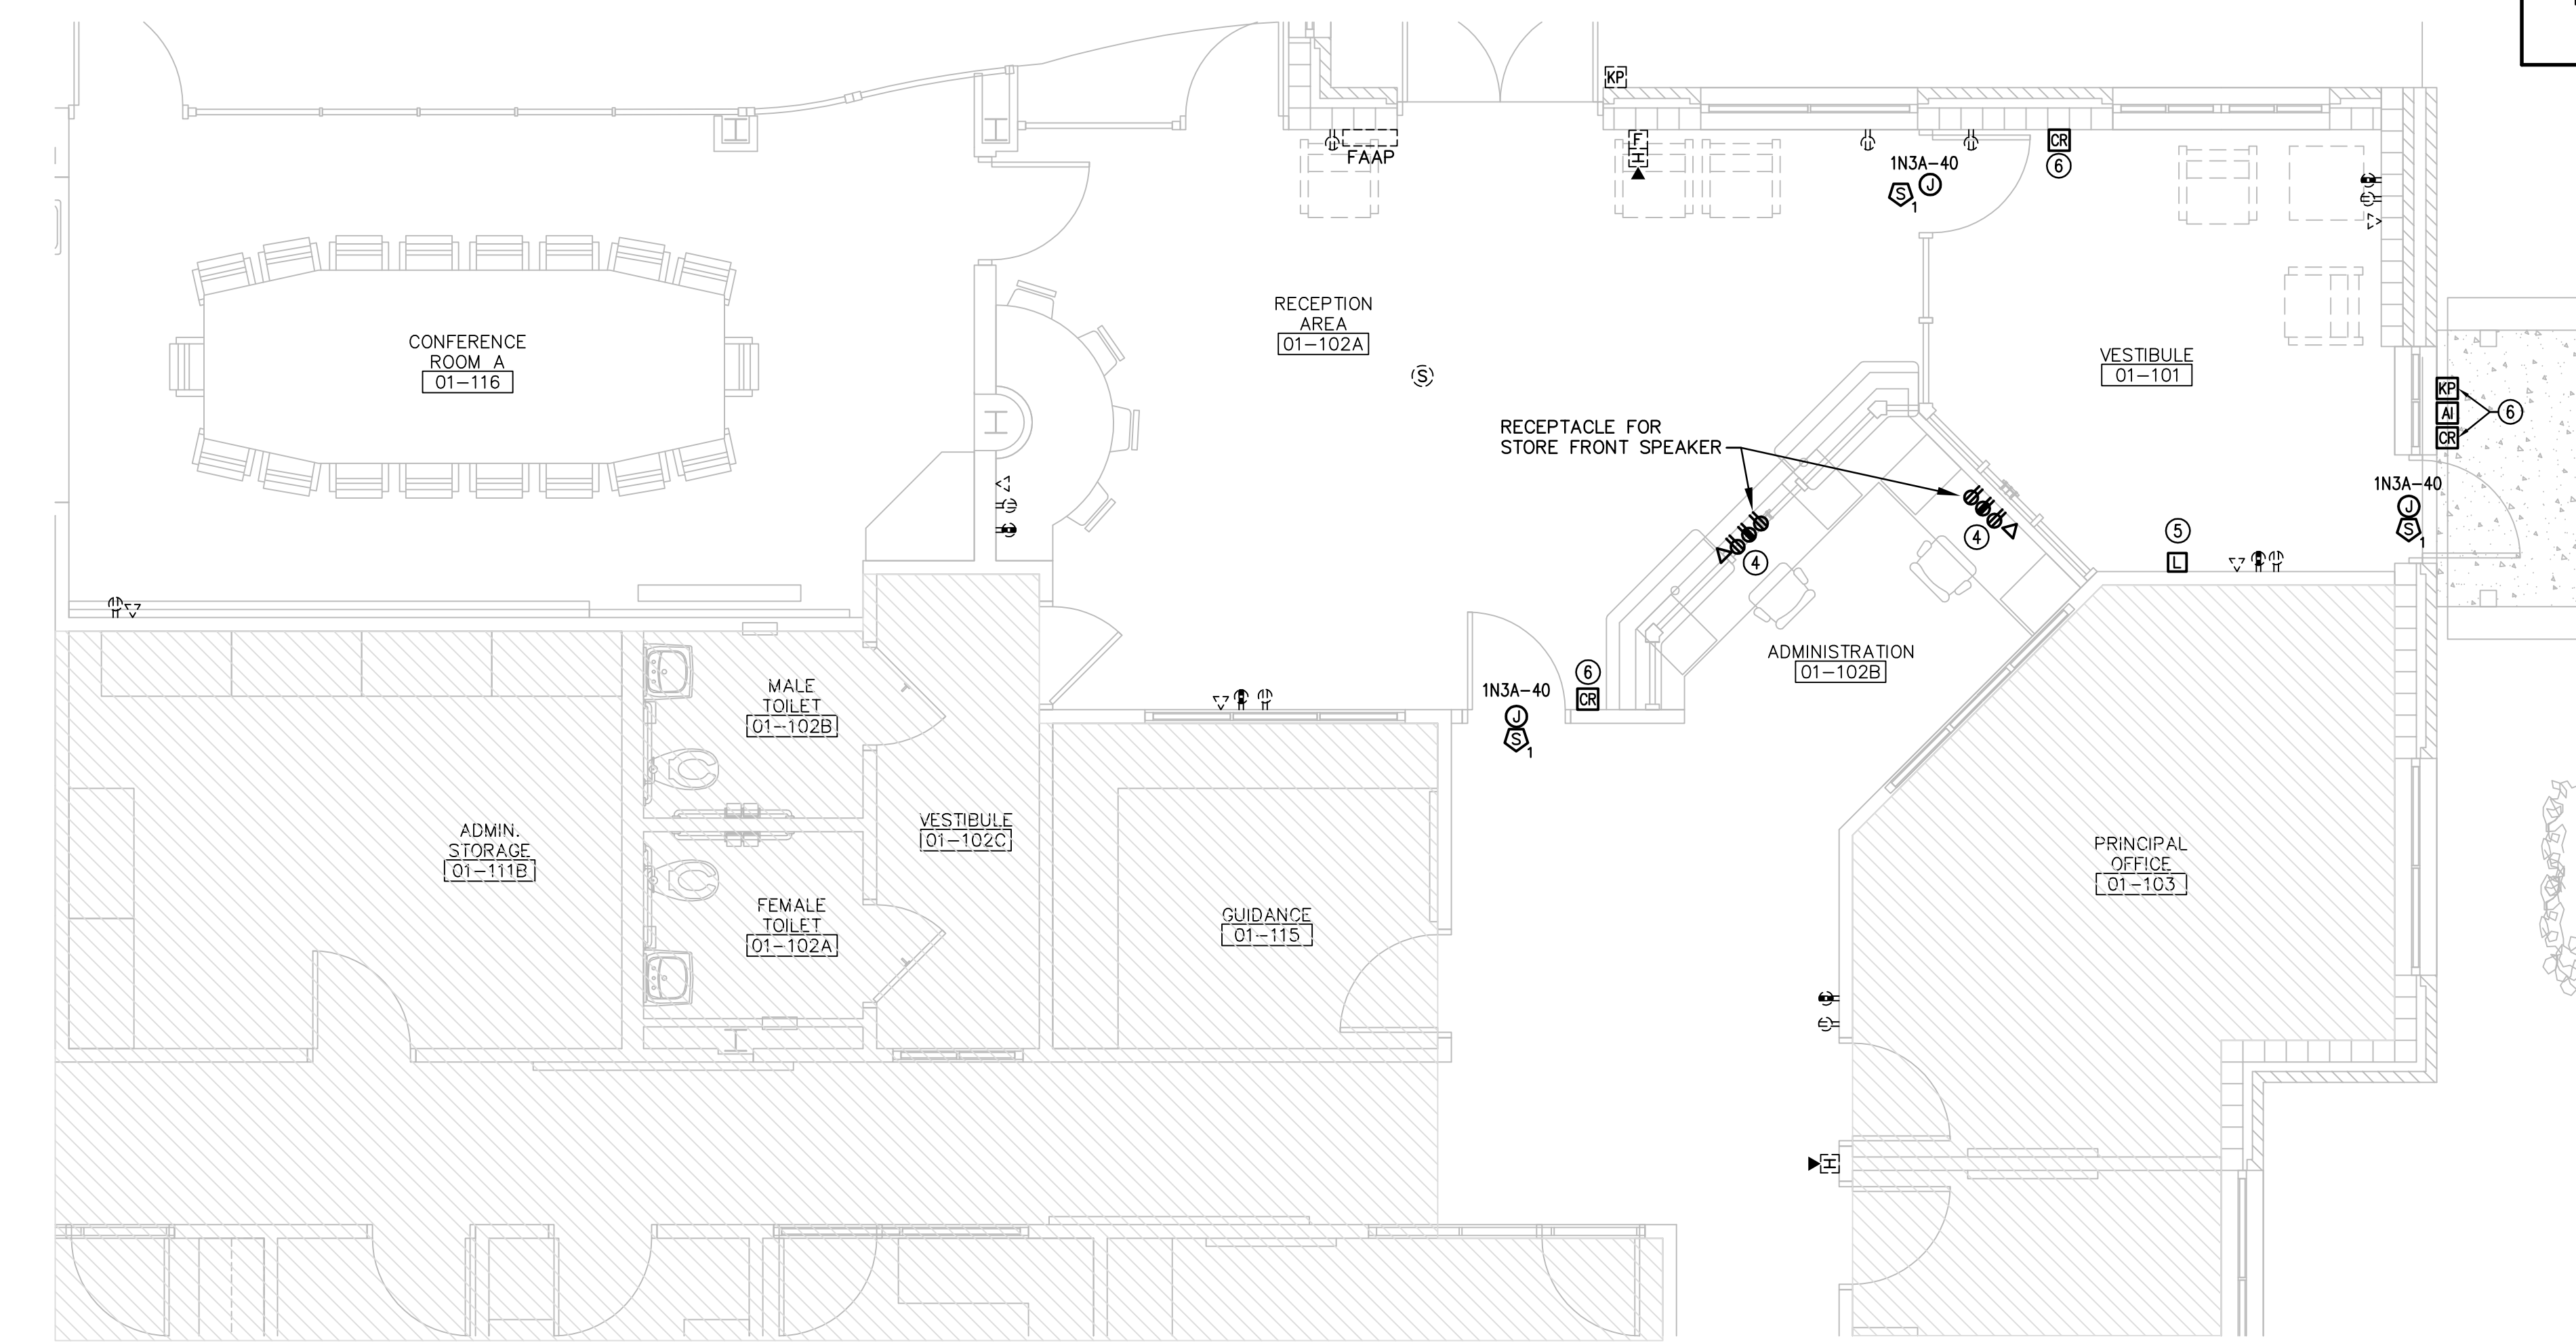 KP
FAAP
F
H
1N3A-40
S
1
J
CR
6
RECEPTION
AREA
01-102A
CONFERENCE
ROOM A
01-116
S
VESTIBULE
01-101
KP
AI
CR
6
RECEPTACLE FOR
STORE FRONT SPEAKER
4
4
1N3A-40
J
S
1
5
L
ADMINISTRATION
01-102B
6
CR
1N3A-40
J
S
1
MALE
TOILET
01-102B
VESTIBULE
01-102C
ADMIN.
STORAGE
01-111B
FEMALE
TOILET
01-102A
GUIDANCE
01-115
PRINCIPAL
OFFICE
01-103
H